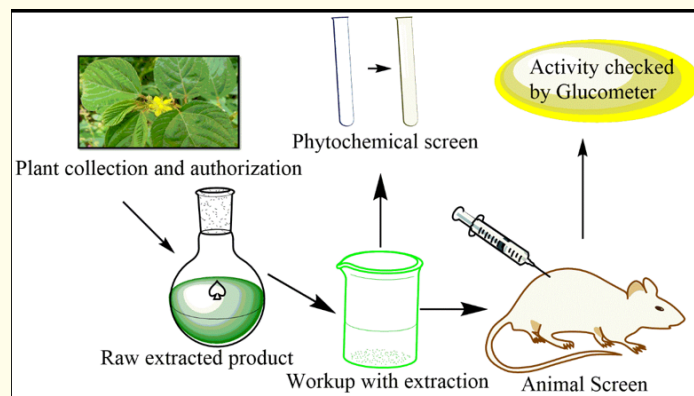 Plant collection and authorization
Phytochemical screen
Activity checked
by Glucometer
Raw extracted product
Workup with extraction
Animal Screen